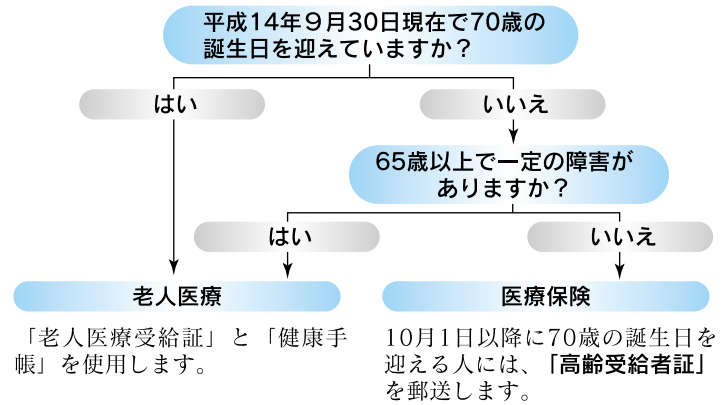 平成14年9月30日現在で70歳の
誕生日を迎えていますか？
はい
いいえ
65歳以上で一定の障害が
ありますか？
はい
いいえ
老人医療
医療保険
「老人医療受給証」と「健康手
帳」を使用します。
10月1日以降に70歳の誕生日を
迎える人には、「高齢受給者証」
を郵送します。